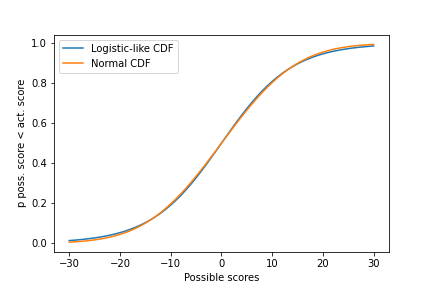 Logistic-like CDF
Normal CDF
p poss. score < act. score
1.0
0.8
0.6
0.4
0.2
0.0
−30 −20 −10 0 10 20 30
Possible scores